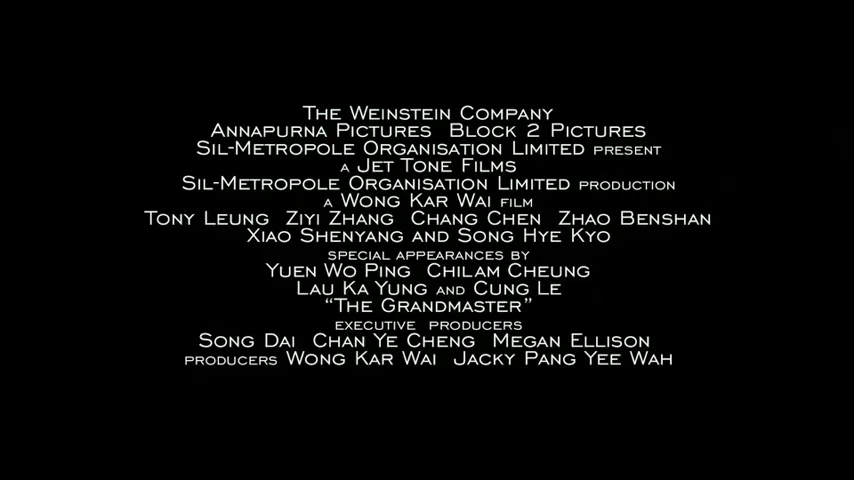 The Weinstein Company
Annapurna Pictures Block 2 Pictures
Sil-Metropole Organisation Limited present
a Jet Tone Films
Sil-Metropole Organisation Limited production
a Wong Kar Wai film
Tony Leung Ziyi Zhang Chang Chen Zhao Benshan
Xiao Shenyang and Song Hye Kyo
special appearances by
Yuen Wo Ping Chilam Cheung
Lau Ka Yung and Cung Le
“The Grandmaster”
executive producers
Song Dai Chan Ye Cheng Megan Ellison
producers Wong Kar Wai Jacky Pang Yee Wah